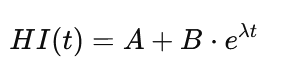 HI(t) = A + B · e^{λt}